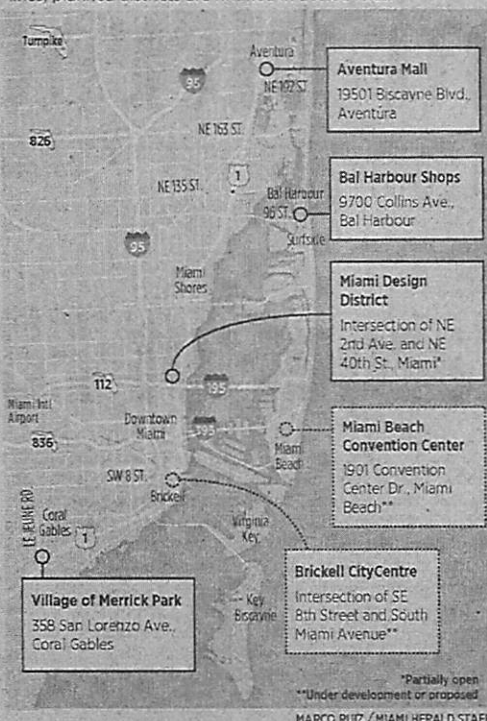 Turnpike
Aventura
95
NE 192 ST.
Aventura Mall
19501 Biscayne Blvd.,
Aventura
826
NE 163 ST.
1
NE 135 ST.
Bal Harbour
96 ST.
Surfside
Bal Harbour Shops
9700 Collins Ave.,
Bal Harbour
95
Miami
Shores
Miami Design
District
Intersection of NE
2nd Ave. and NE
40th St., Miami*
112
195
Miami Intl.
Airport
836
Downtown
Miami
395
Miami
Beach
Miami Beach
Convention Center
1901 Convention
Center Dr., Miami
Beach**
SW 8 ST.
Brickell
LE JEUNE RD.
Coral
Gables
1
Virginia
Key
Key
Biscayne
Brickell CityCentre
Intersection of SE
8th Street and South
Miami Avenue**
Village of Merrick Park
358 San Lorenzo Ave.,
Coral Gables
*Partially open
**Under development or proposed
MARCO RUIZ / MIAMI HERALD STAFF